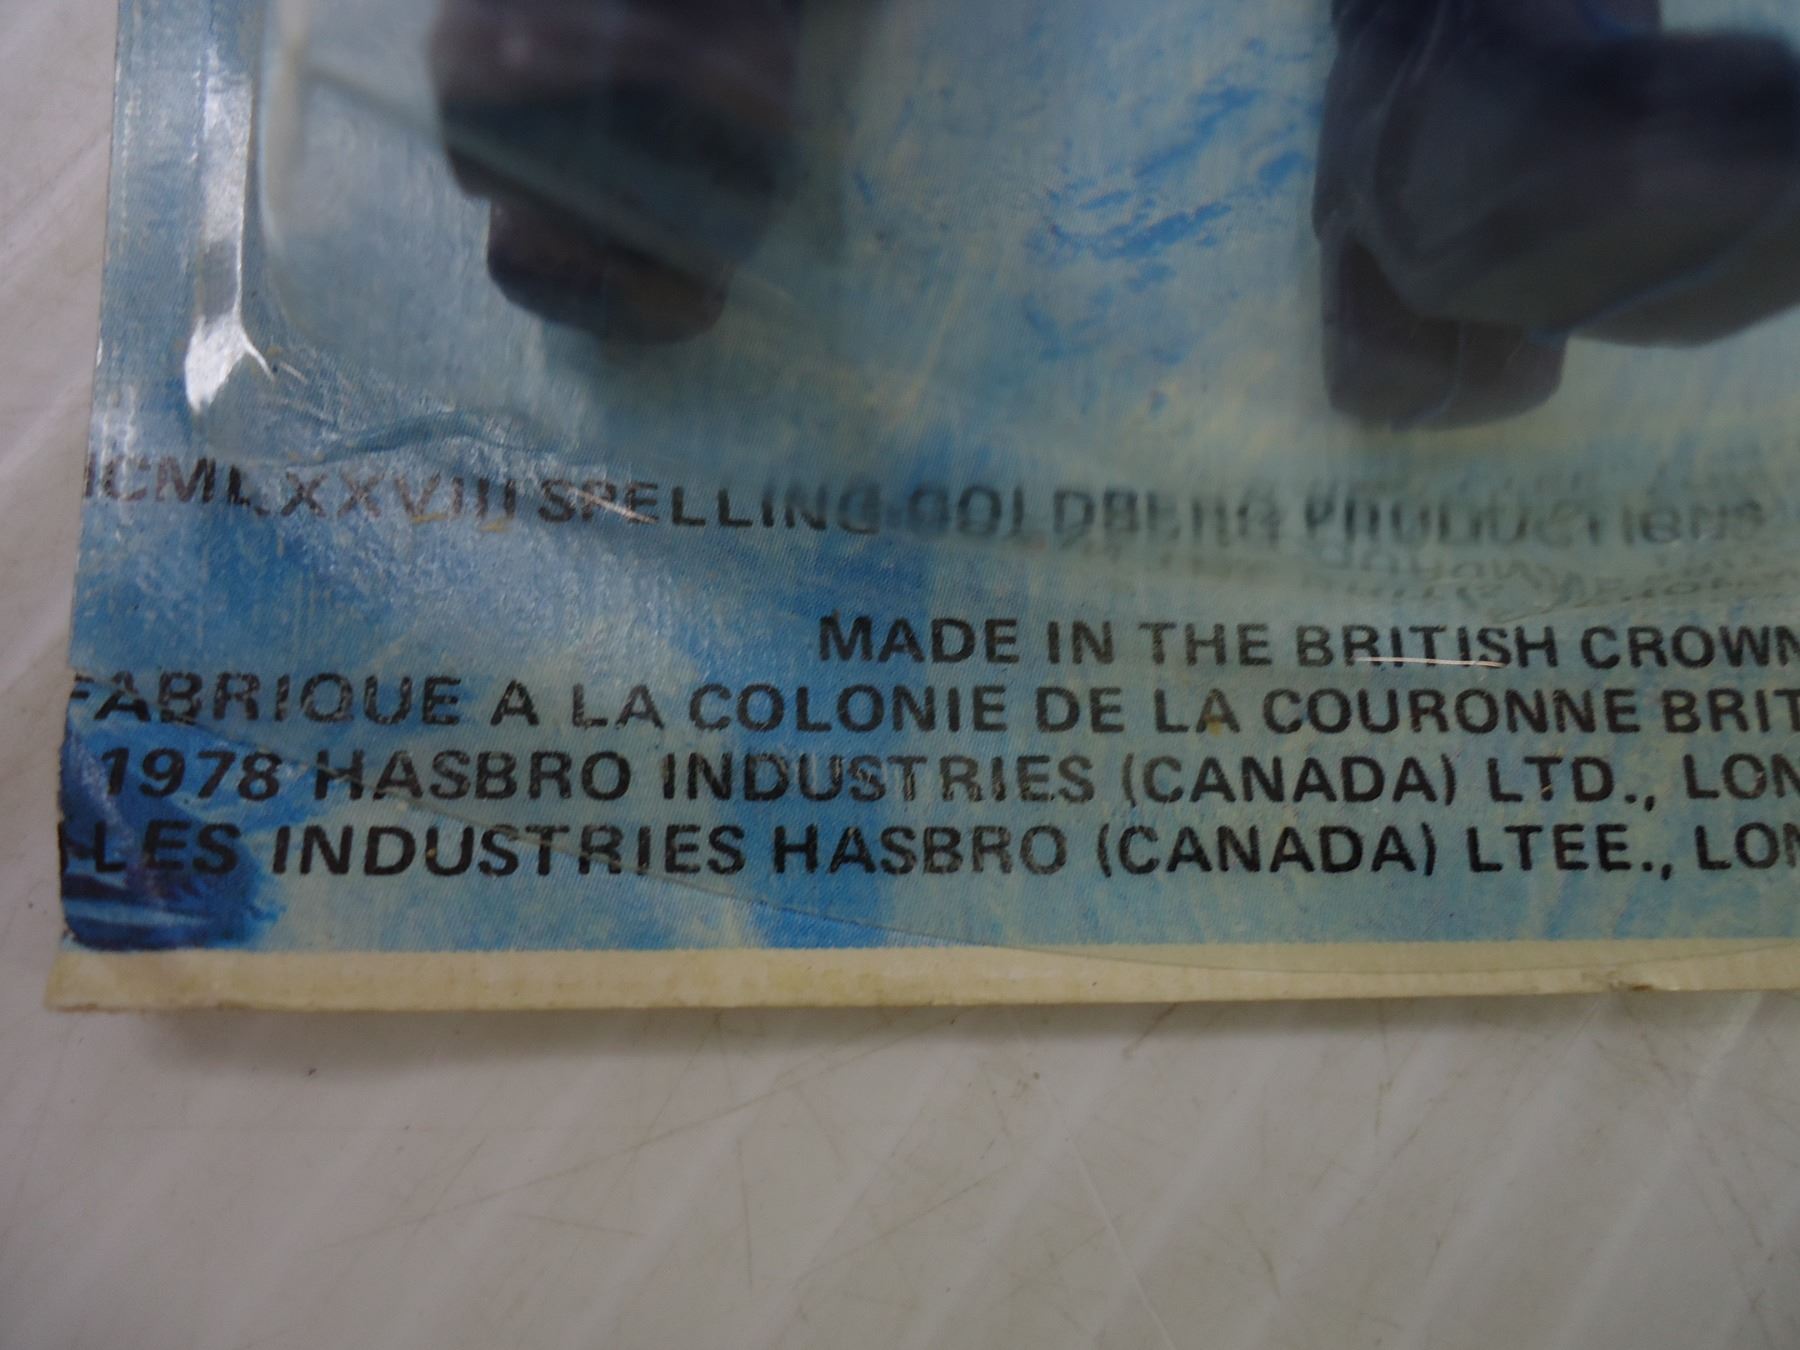 ICMLXXVIII SPELLING GOLDBERG PRODUCTIONS
MADE IN THE BRITISH CROWN
FABRIQUE A LA COLONIE DE LA COURONNE BRIT
1978 HASBRO INDUSTRIES (CANADA) LTD., LON
LES INDUSTRIES HASBRO (CANADA) LTEE., LON